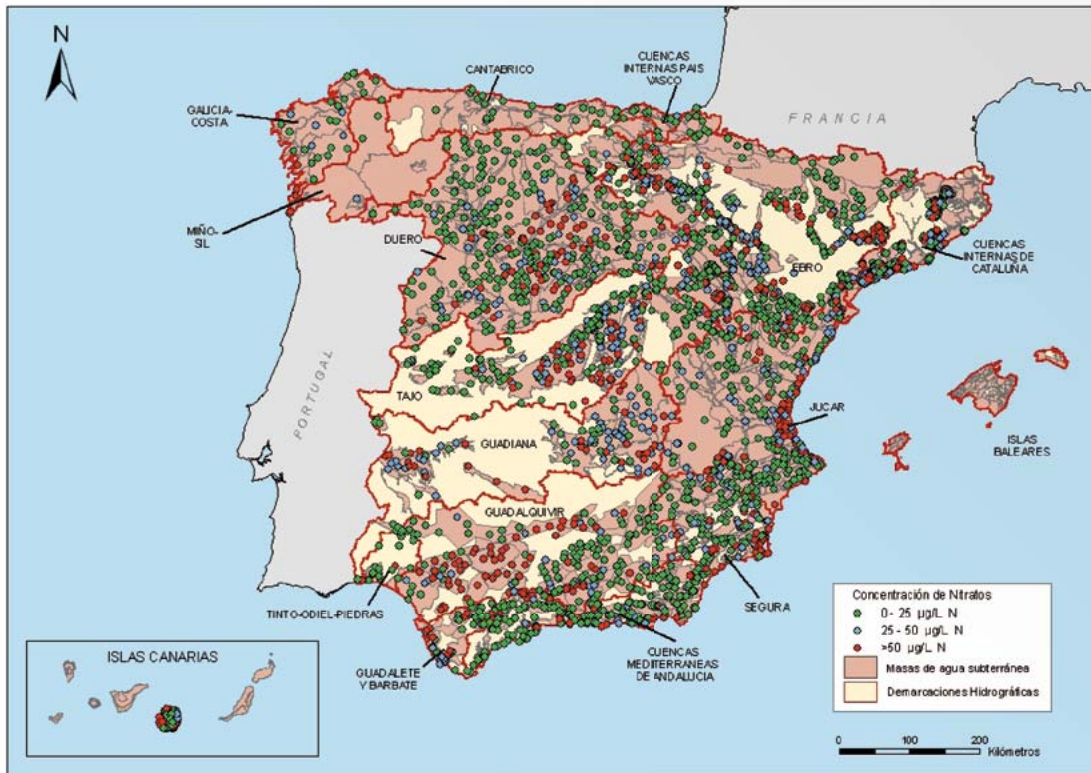 N
CANTABRICO
CUENCAS
INTERNAS PAIS
VASCO
GALICIA-
COSTA
FRANCIA
MIÑO-
SIL
DUERO
EBRO
CUENCAS
INTERNAS DE
CATALUÑA
PORTUGAL
TAJO
JUCAR
GUADIANA
ISLAS
BALEARES
GUADALQUIVIR
TINTO-ODIEL-PIEDRAS
SEGURA
GUADALETE
Y BARBATE
CUENCAS
MEDITERRANEAS
DE ANDALUCIA
ISLAS CANARIAS
Concentración de Nitratos
0- 25 µg/L N
25 - 50 µg/L N
>50 µg/L N
Masas de agua subterránea
Demarcaciones Hidrográficas
0 100 200
Kilómetros